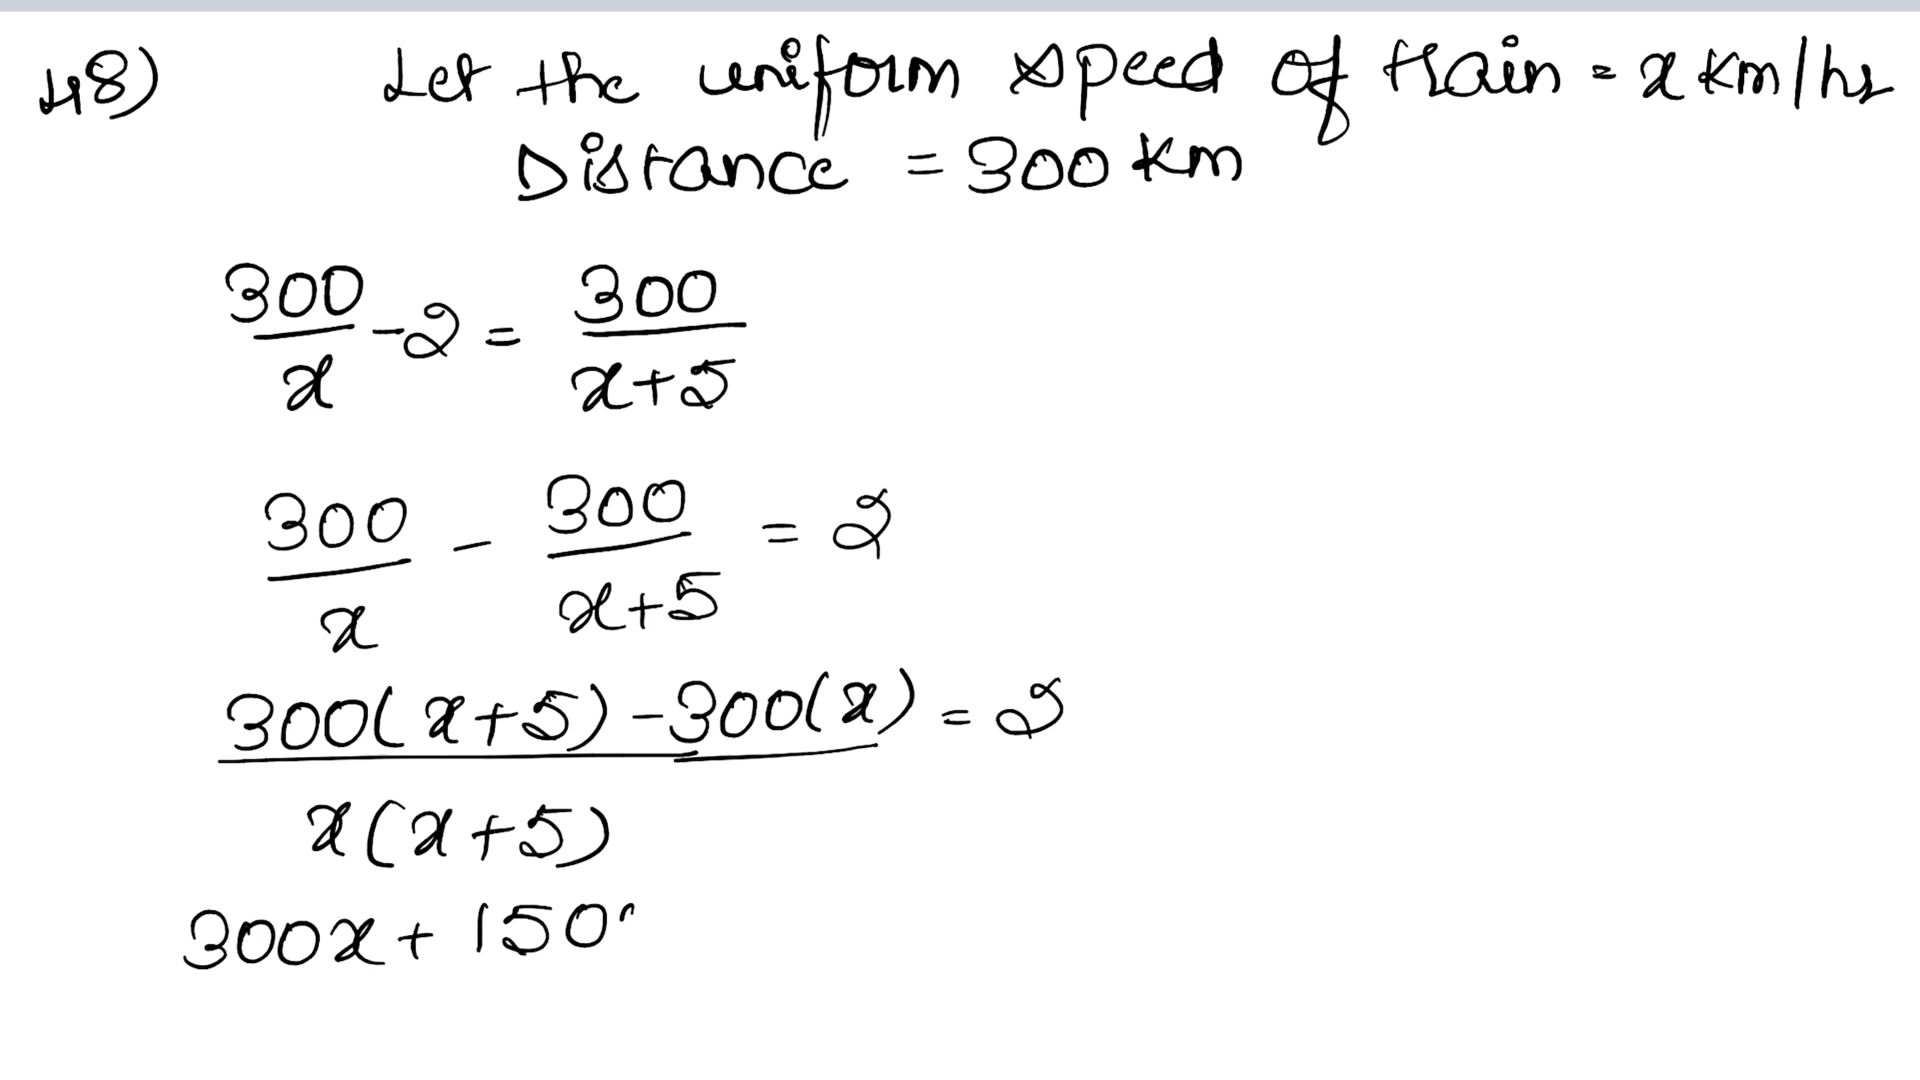 48) Let the uniform speed of train = x km/hr
Distance = 300 km
300/x - 2 = 300/x+5
300/x - 300/x+5 = 2
300(x+5) - 300(x) = 2
x(x+5)
300x + 150